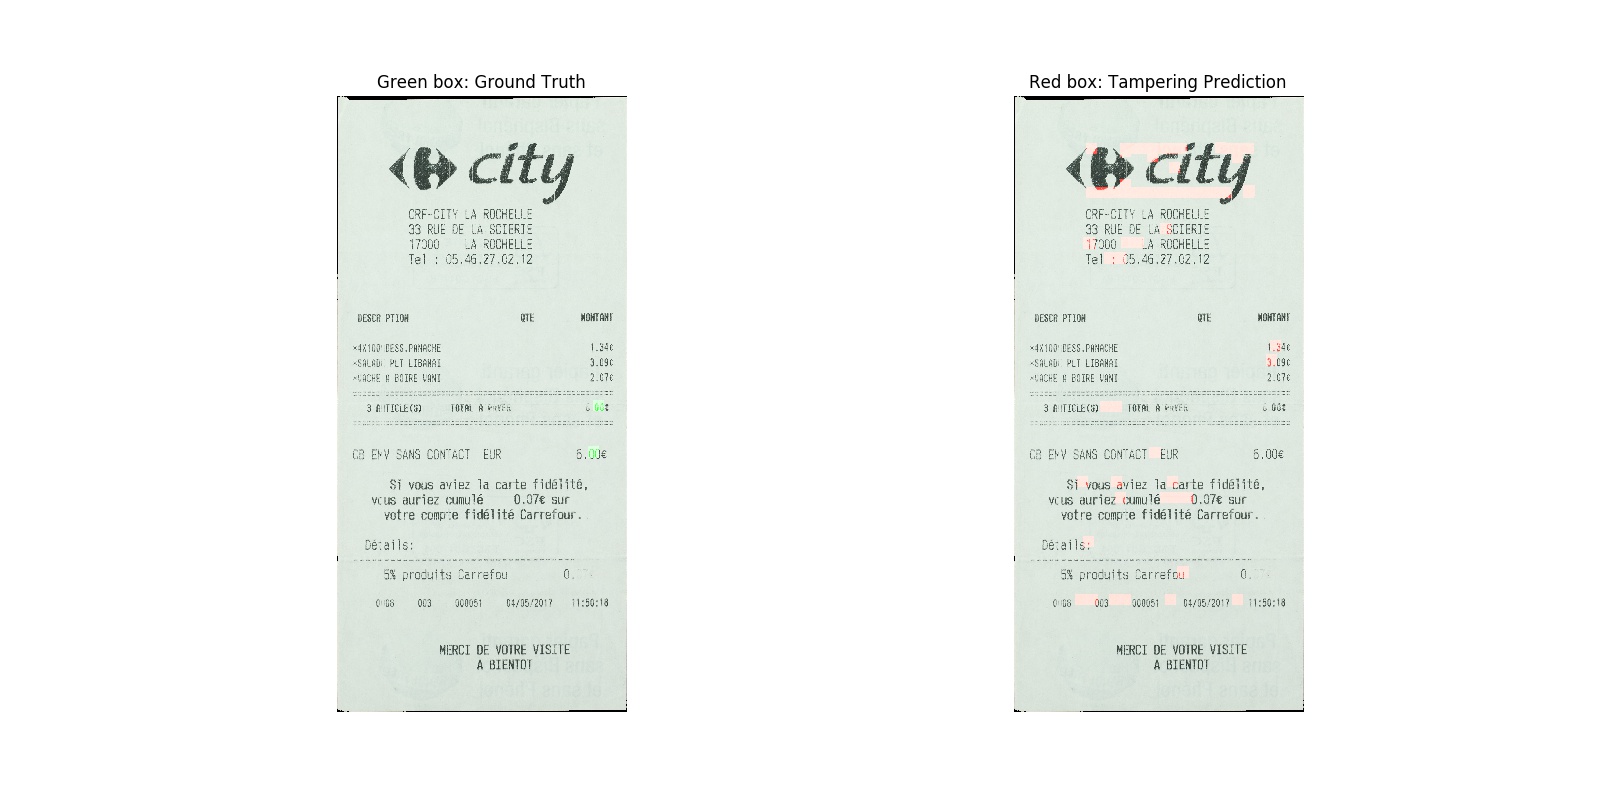 Green box: Ground Truth
city
CRF-CITY LA ROCHELLE
33 RUE DE LA SCIERIE
17000 LA ROCHELLE
Tel : 05.46.27.02.12
DESCR PTION QTE MONTANT
*4X100 DESS.PANACHE 1.34€
*SALADE PLT LIBANAI 3.09€
*VACHE A BOIRE VANI 2.07€
3 ARTICLE(S) TOTAL A PAYER 6.00€
CB EMV SANS CONTACT EUR 6.00€
Si vous aviez la carte fidélité,
vous auriez cumulé 0.07€ sur
votre compte fidélité Carrefour.
Détails:
5% produits Carrefou 0.
003 000051 04/05/2017 11:50:18
MERCI DE VOTRE VISITE
A BIENTOT
Red box: Tampering Prediction
city
CRF-CITY LA ROCHELLE
33 RUE DE LA SCIERIE
17000 LA ROCHELLE
Tel : 05.46.27.02.12
DESCR PTION QTE MONTANT
*4X100 DESS.PANACHE 1.34€
*SALADE PLT LIBANAI 3.09€
*VACHE A BOIRE VANI 2.07€
3 ARTICLE(S) TOTAL A PAYER 6.00€
CB EMV SANS CONTACT EUR 6.00€
Si vous aviez la carte fidélité,
vous auriez cumulé 0.07€ sur
votre compte fidélité Carrefour.
Détails:
5% produits Carrefou 0.
003 000051 04/05/2017 11:50:18
MERCI DE VOTRE VISITE
A BIENTOT